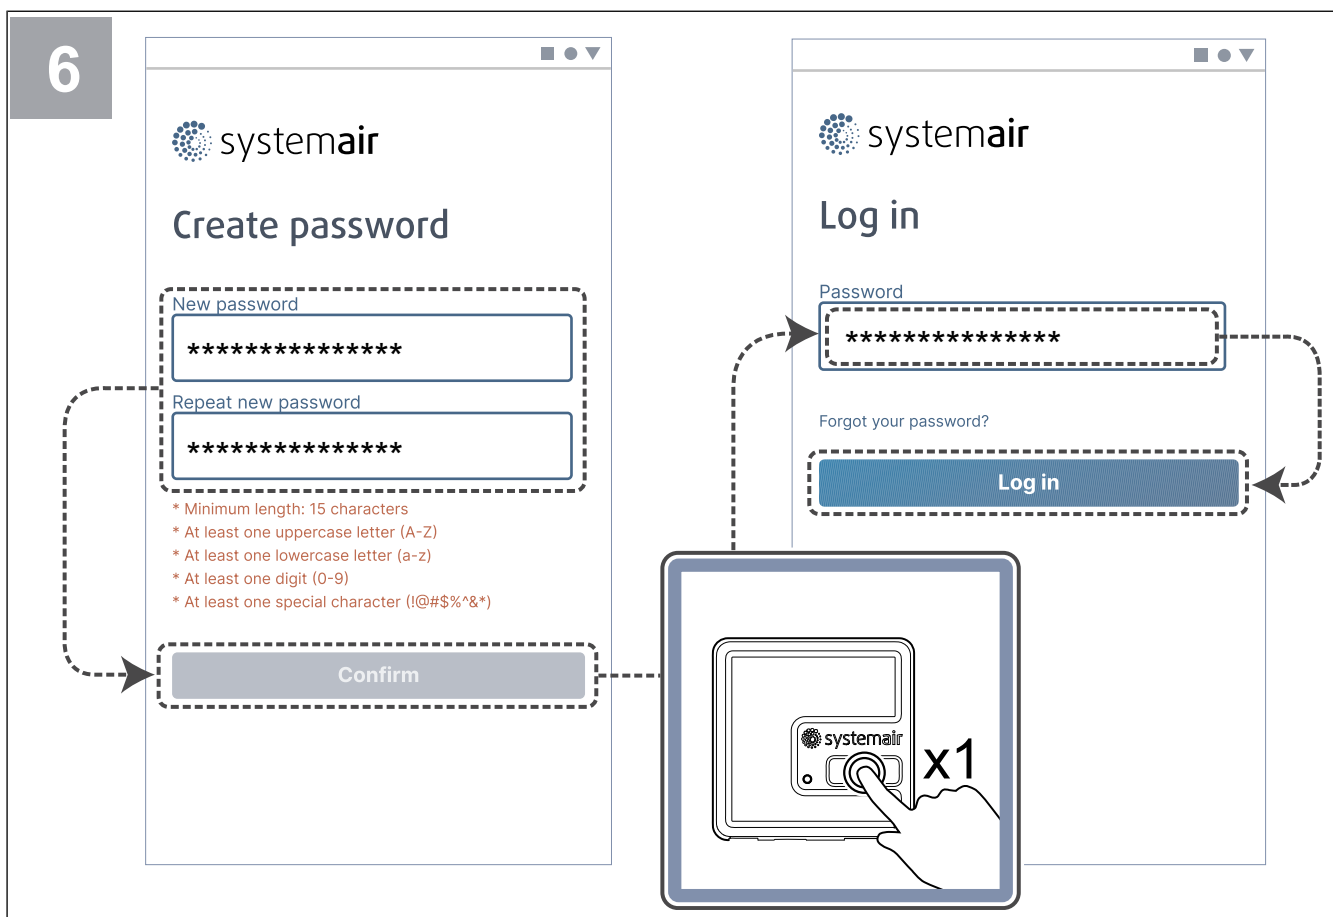 6
systemair
Create password
New password
***************
Repeat new password
***************
* Minimum length: 15 characters
* At least one uppercase letter (A-Z)
* At least one lowercase letter (a-z)
* At least one digit (0-9)
* At least one special character (!@#$%^&*)
Confirm
systemair
x1
systemair
Log in
Password
***************
Forgot your password?
Log in